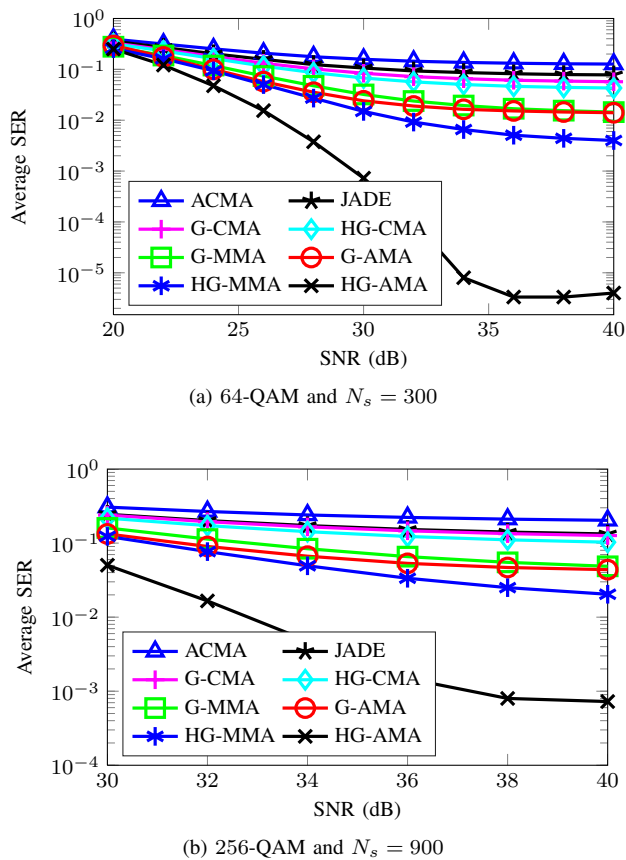 10^0
10^{-1}
10^{-2}
10^{-3}
10^{-5}
Average SER
ACMA JADE
G-CMA HG-CMA
G-MMA G-AMA
HG-MMA HG-AMA
20 25 30 35 40
SNR (dB)
(a) 64-QAM and N_s = 300
10^0
10^{-1}
10^{-2}
10^{-3}
10^{-4}
Average SER
ACMA JADE
G-CMA HG-CMA
G-MMA G-AMA
HG-MMA HG-AMA
30 32 34 36 38 40
SNR (dB)
(b) 256-QAM and N_s = 900